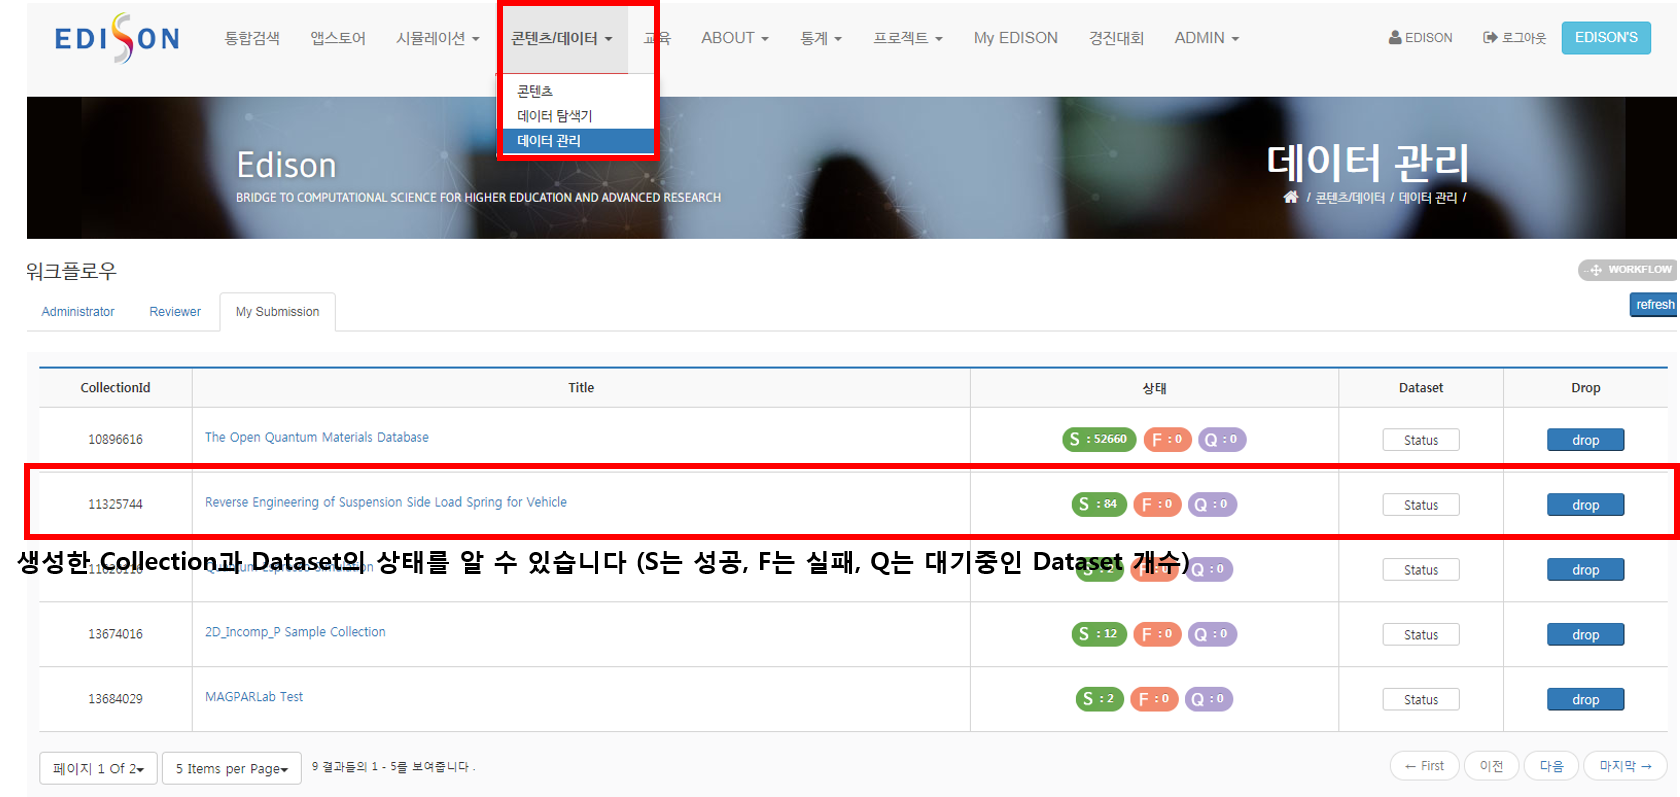 EDISON 통합검색 앱스토어 시뮬레이션 콘텐츠/데이터 교육 ABOUT 통계 프로젝트 My EDISON 경진대회 ADMIN EDISON 로그아웃 EDISON'S
콘텐츠
데이터 탐색기
데이터 관리
Edison
BRIDGE TO COMPUTATIONAL SCIENCE FOR HIGHER EDUCATION AND ADVANCED RESEARCH
데이터 관리
/ 콘텐츠/데이터 / 데이터 관리 /
워크플로우
WORKFLOW
Administrator Reviewer My Submission
refresh
CollectionId Title 상태 Dataset Drop
10896616 The Open Quantum Materials Database S : 52660 F : 0 Q : 0 Status drop
11325744 Reverse Engineering of Suspension Side Load Spring for Vehicle S : 84 F : 0 Q : 0 Status drop
생성한 Collection과 Dataset의 상태를 알 수 있습니다 (S는 성공, F는 실패, Q는 대기중인 Dataset 개수)
Q : 0 Status drop
13674016 2D_Incomp_P Sample Collection S : 12 F : 0 Q : 0 Status drop
13684029 MAGPARLab Test S : 2 F : 0 Q : 0 Status drop
페이지 1 Of 2 5 Items per Page 9 결과들의 1 - 5를 보여줍니다 .
← First 이전 다음 마지막 →